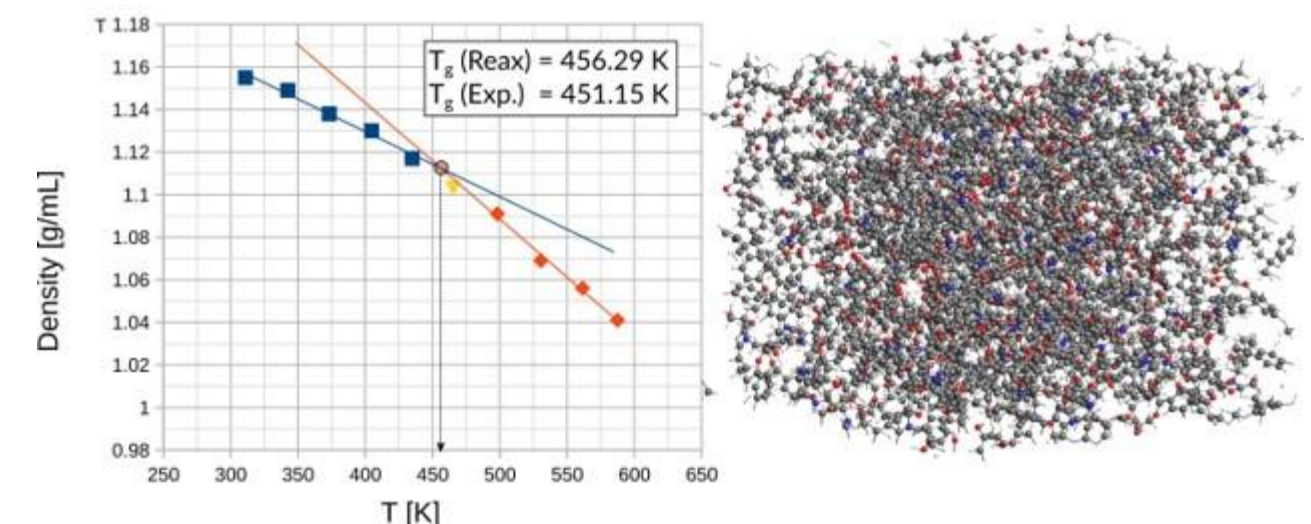 T 1.18
1.16
1.14
1.12
1.1
1.08
1.06
1.04
1.02
1
0.98
Density [g/mL]
Tg (Reax) = 456.29 K
Tg (Exp.) = 451.15 K
250 300 350 400 450 500 550 600 650
T [K]